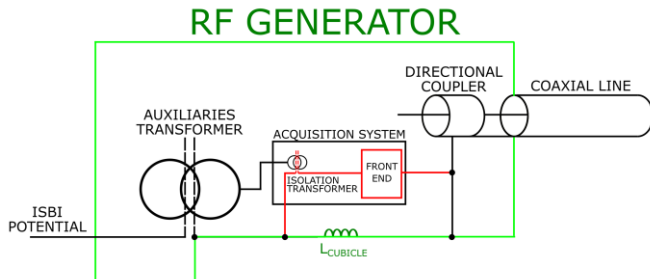 RF GENERATOR
DIRECTIONAL
COUPLER
COAXIAL LINE
AUXILIARIES
TRANSFORMER
ACQUISITION SYSTEM
FRONT
END
ISOLATION
TRANSFORMER
ISBI
POTENTIAL
LCUBICLE